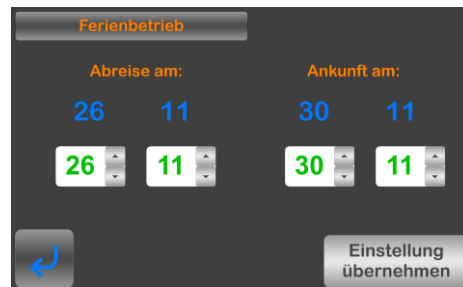 Ferienbetrieb
Abreise am: Ankunft am:
26 11 30 11
26 11 30 11
Einstellung
übernehmen